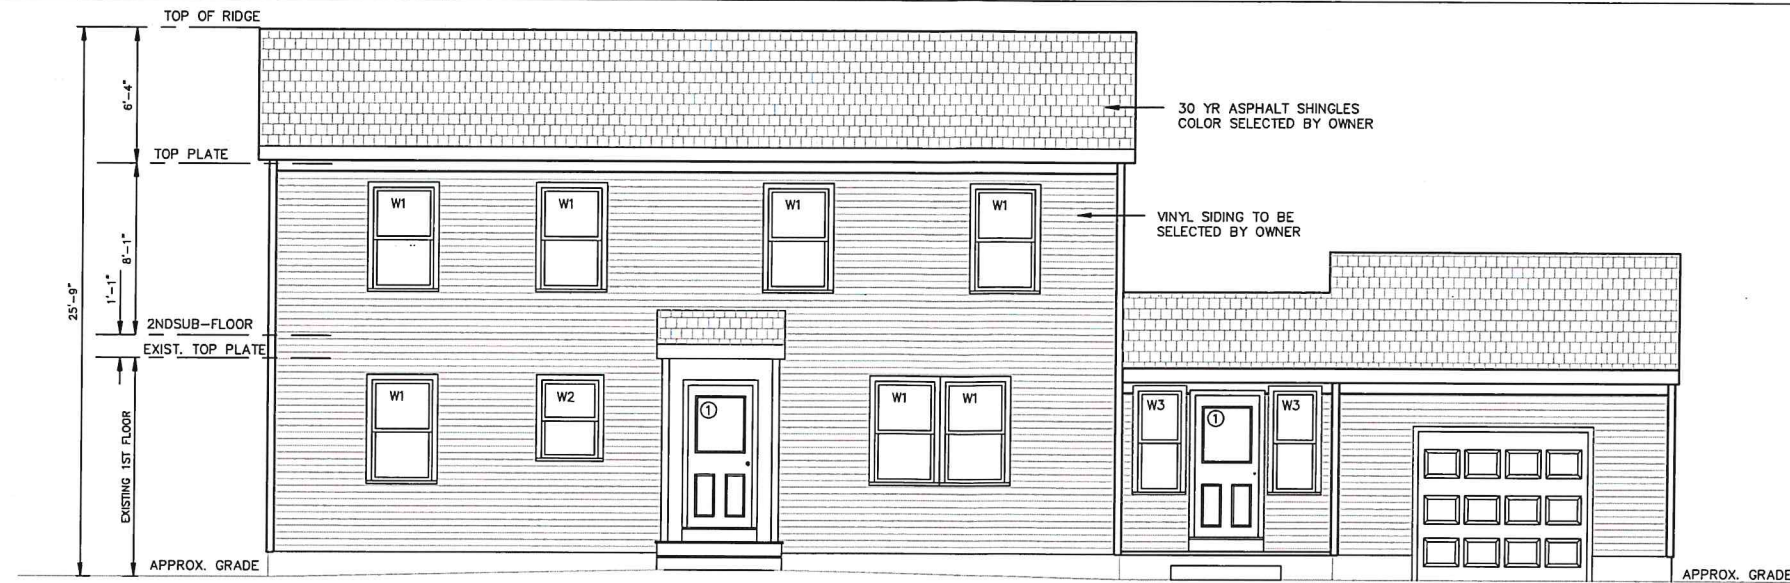 TOP OF RIDGE
6'-4"
30 YR ASPHALT SHINGLES
COLOR SELECTED BY OWNER
TOP PLATE
W1
W1
W1
W1
VINYL SIDING TO BE
SELECTED BY OWNER
8'-1"
25'-9"
1'-1"
2NDSUB-FLOOR
EXIST. TOP PLATE
W1
W2
1
W1
W1
W3
1
W3
EXISTING 1ST FLOOR
APPROX. GRADE
APPROX. GRADE